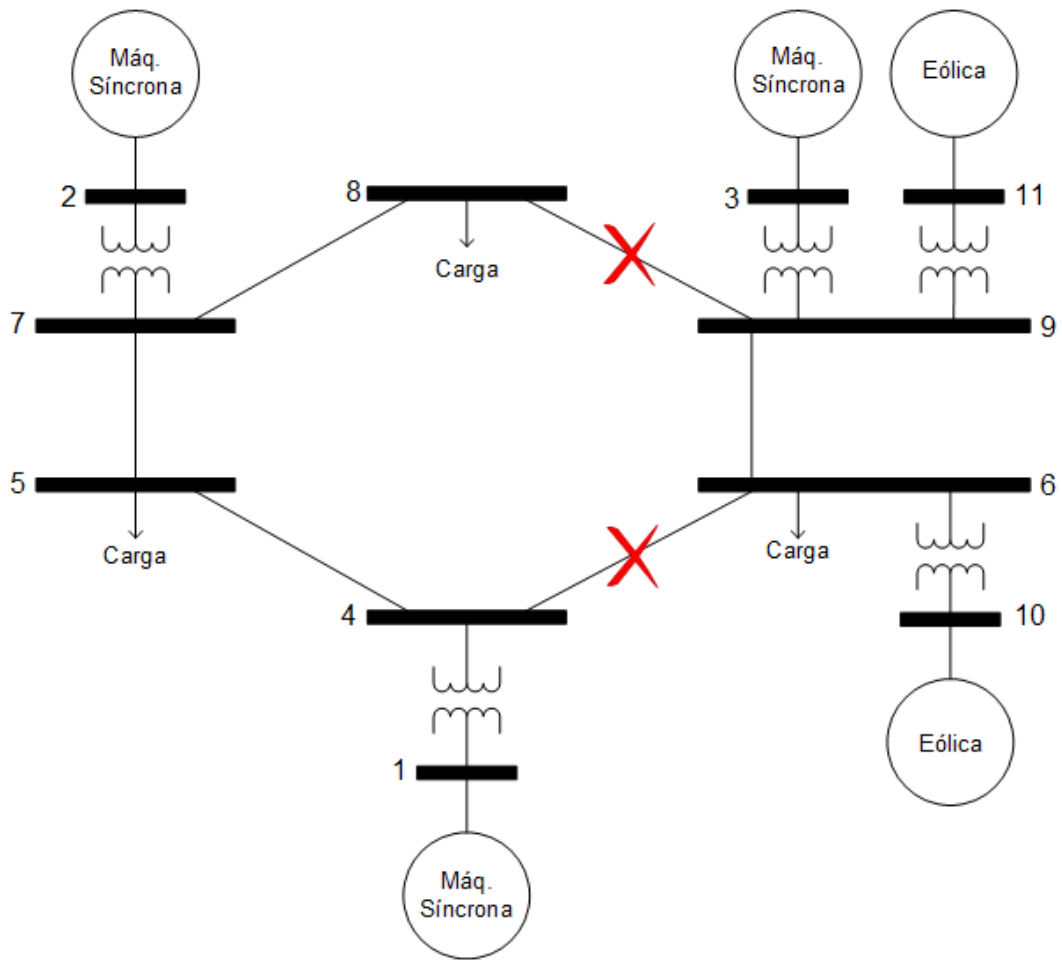 Máq.
Síncrona
Máq.
Síncrona
Eólica
2
8
3
11
Carga
7
9
5
6
Carga
Carga
4
10
Eólica
1
Máq.
Síncrona